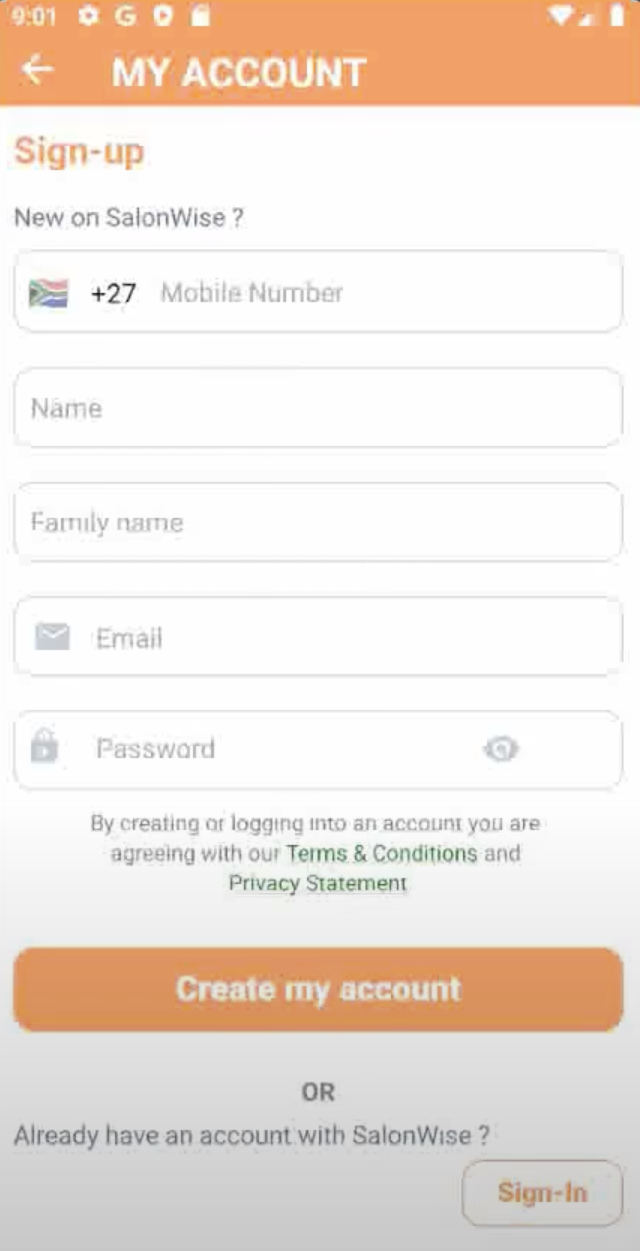 9:01
MY ACCOUNT
Sign-up
New on SalonWise ?
+27 Mobile Number
Name
Family name
Email
Password
By creating or logging into an account you are
agreeing with our Terms & Conditions and
Privacy Statement
Create my account
OR
Already have an account with SalonWise ?
Sign-In